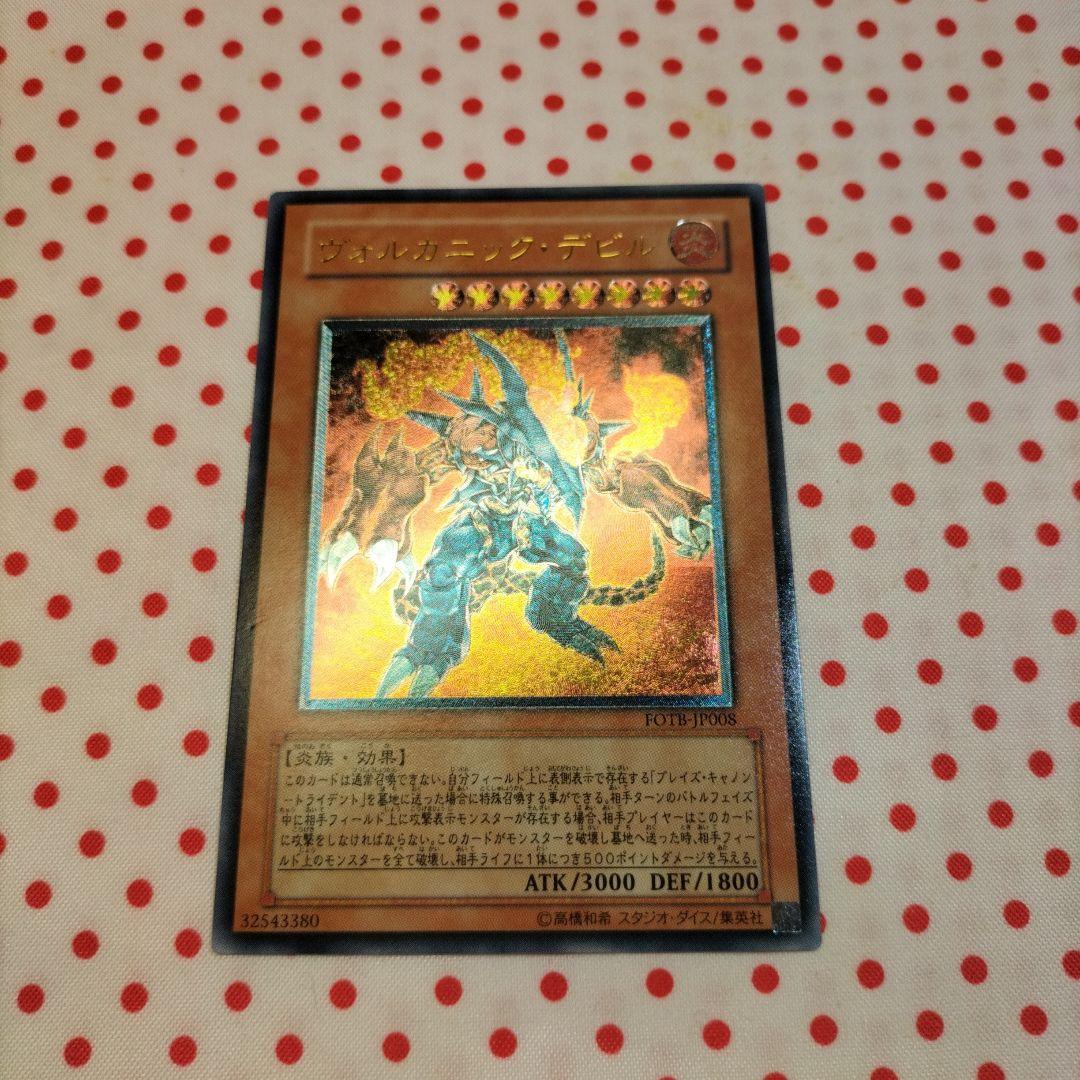 ヴォルカニック・デビル 炎
FOTB-JP008
【炎族・効果】
このカードは通常召喚できない。自分フィールド上に表側表示で存在する「ブレイズ・キャノン
ートライデント」を墓地に送った場合に特殊召喚する事ができる。相手ターンのバトルフェイズ
中に相手フィールド上に攻撃表示モンスターが存在する場合、相手プレイヤーはこのカード
に攻撃をしなければならない。このカードがモンスターを破壊し墓地へ送った時、相手フィー
ルド上のモンスターを全て破壊し、相手ライフに1体につき500ポイントダメージを与える。
ATK/3000 DEF/1800
32543380
©高橋和希 スタジオ・ダイス/集英社